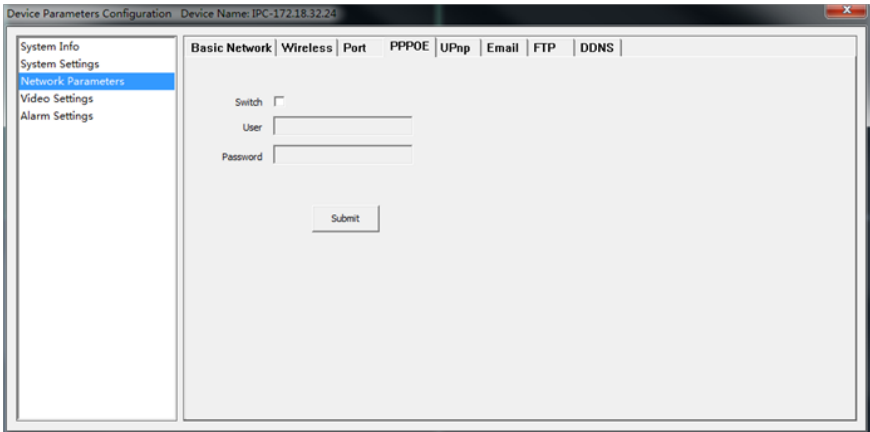 Device Parameters Configuration Device Name: IPC-172.18.32.24
System Info
System Settings
Network Parameters
Video Settings
Alarm Settings
Basic Network Wireless Port PPPOE UPnp Email FTP DDNS
Switch
User
Password
Submit